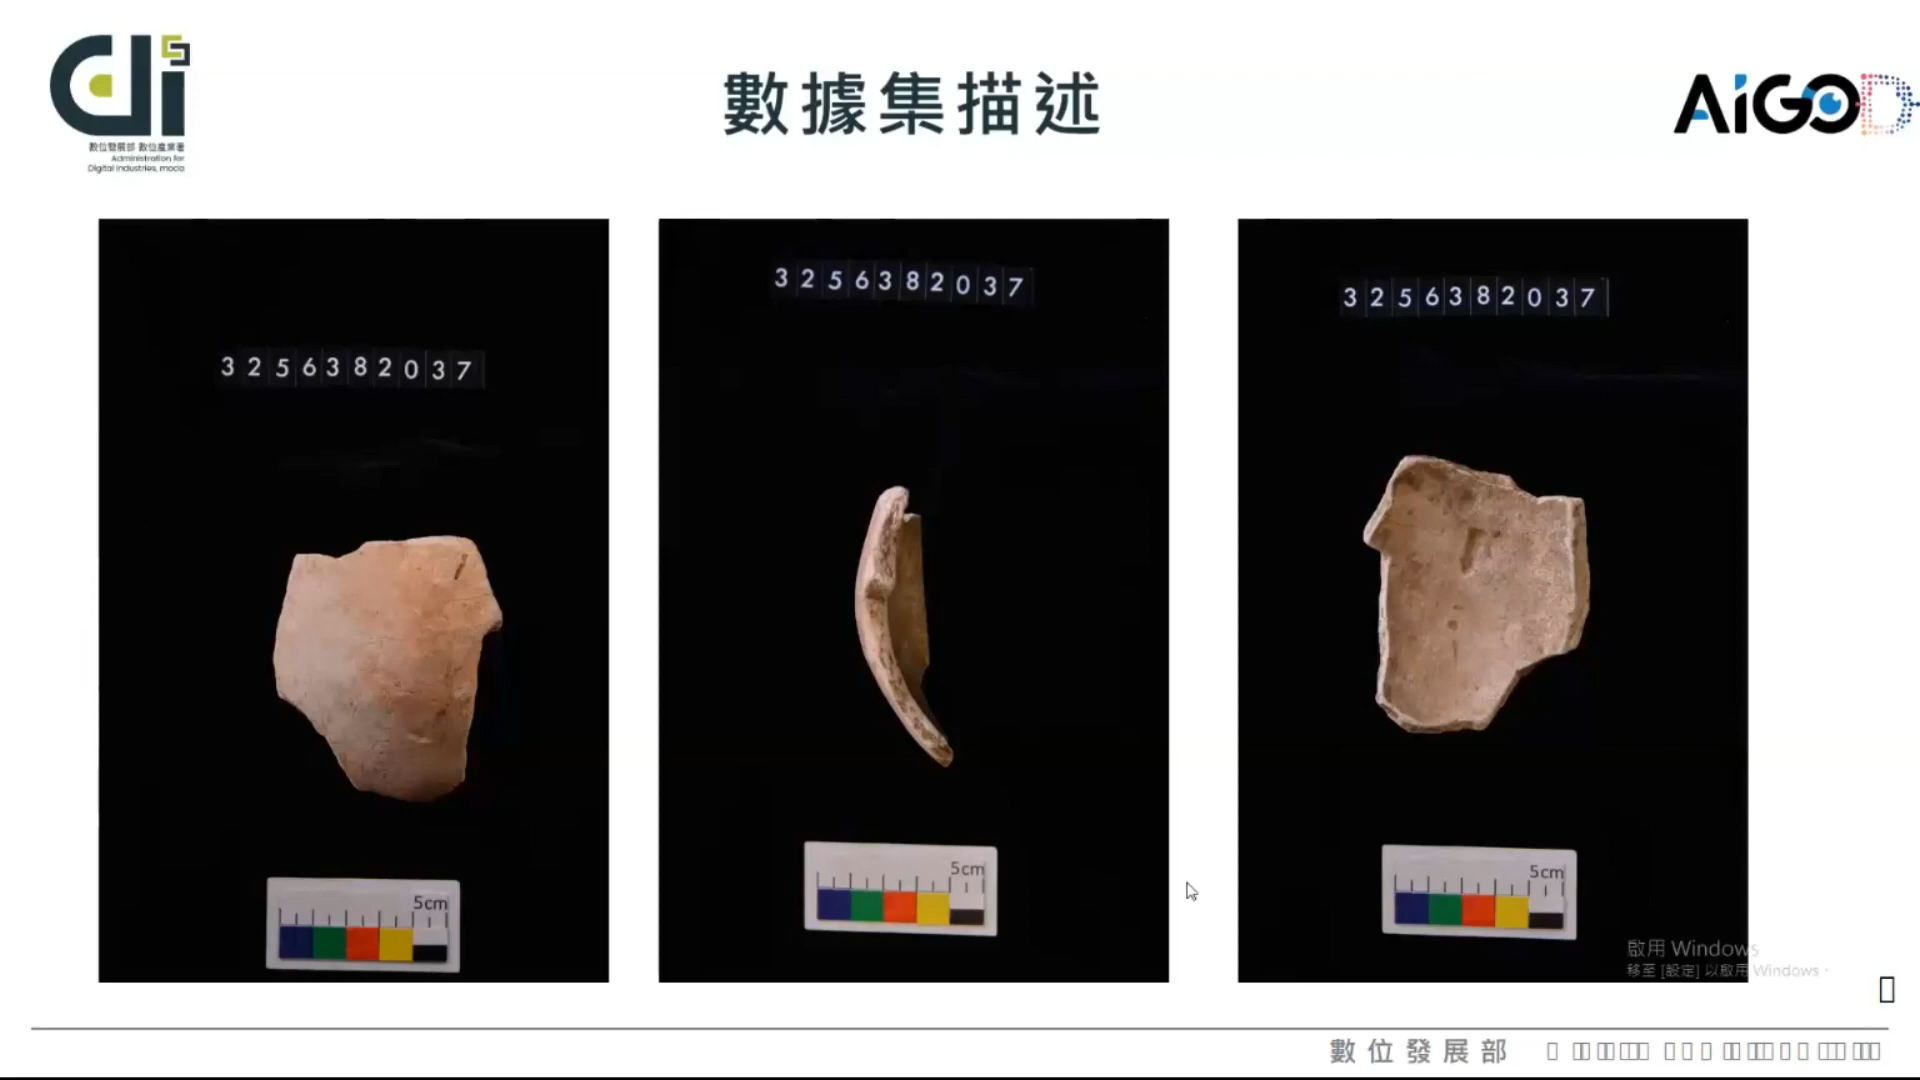 數位發展部 數位產業署
Administration for
Digital Industries, moda
數據集描述
AIGO
3256382037
3256382037
3256382037
5cm
5cm
5cm
啟用 Windows
移至 [設定] 以啟用 Windows。
數位發展部